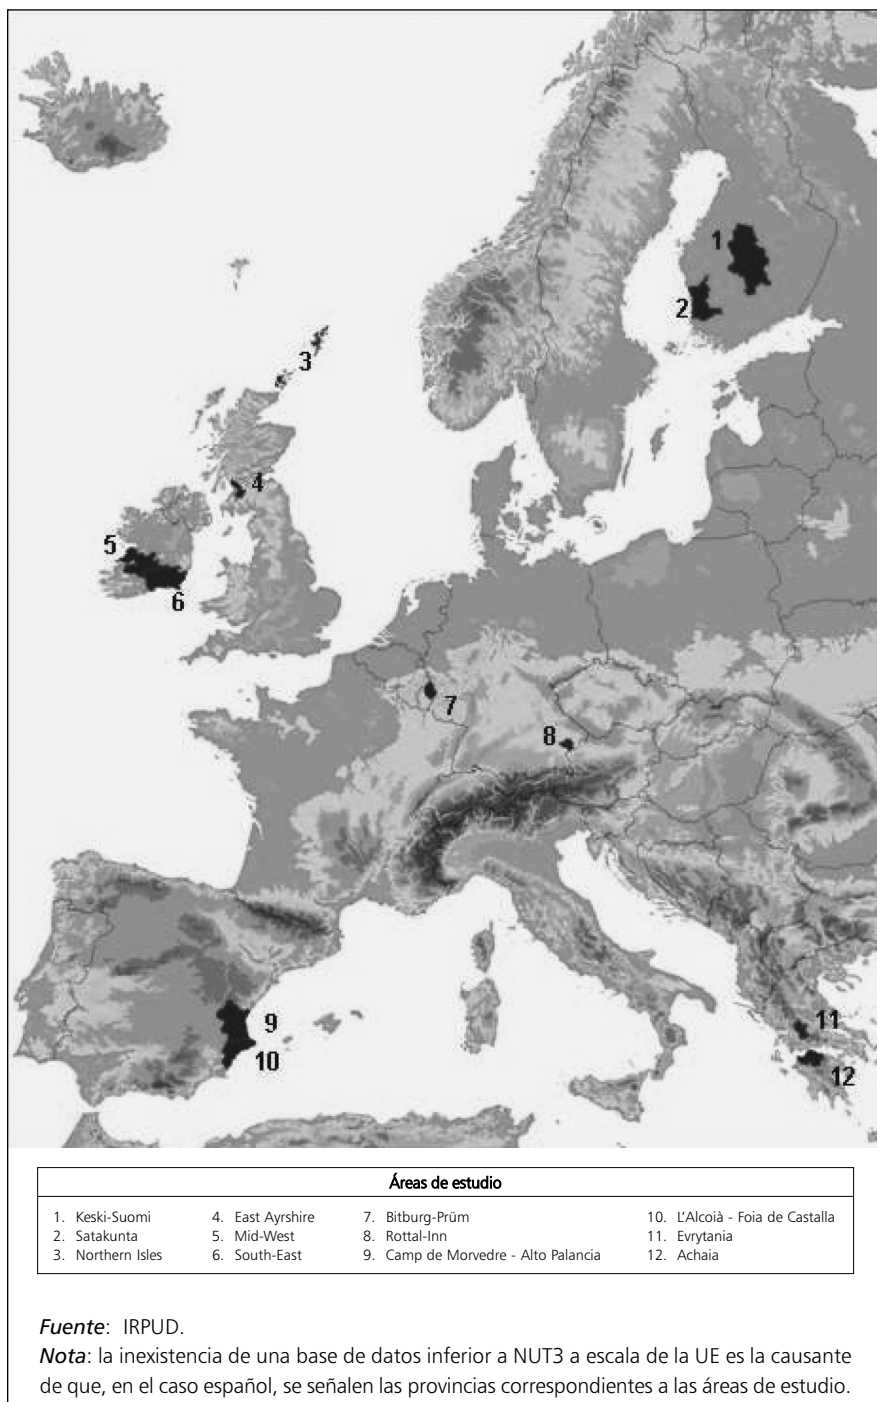 1
2
3
4
5
6
7
8
9
10
11
12
Áreas de estudio
1. Keski-Suomi
2. Satakunta
3. Northern Isles
4. East Ayrshire
5. Mid-West
6. South-East
7. Bitburg-Prüm
8. Rottal-Inn
9. Camp de Morvedre - Alto Palancia
10. L'Alcoià - Foia de Castalla
11. Evrytania
12. Achaia
Fuente: IRPUD.
Nota: la inexistencia de una base de datos inferior a NUT3 a escala de la UE es la causante
de que, en el caso español, se señalen las provincias correspondientes a las áreas de estudio.